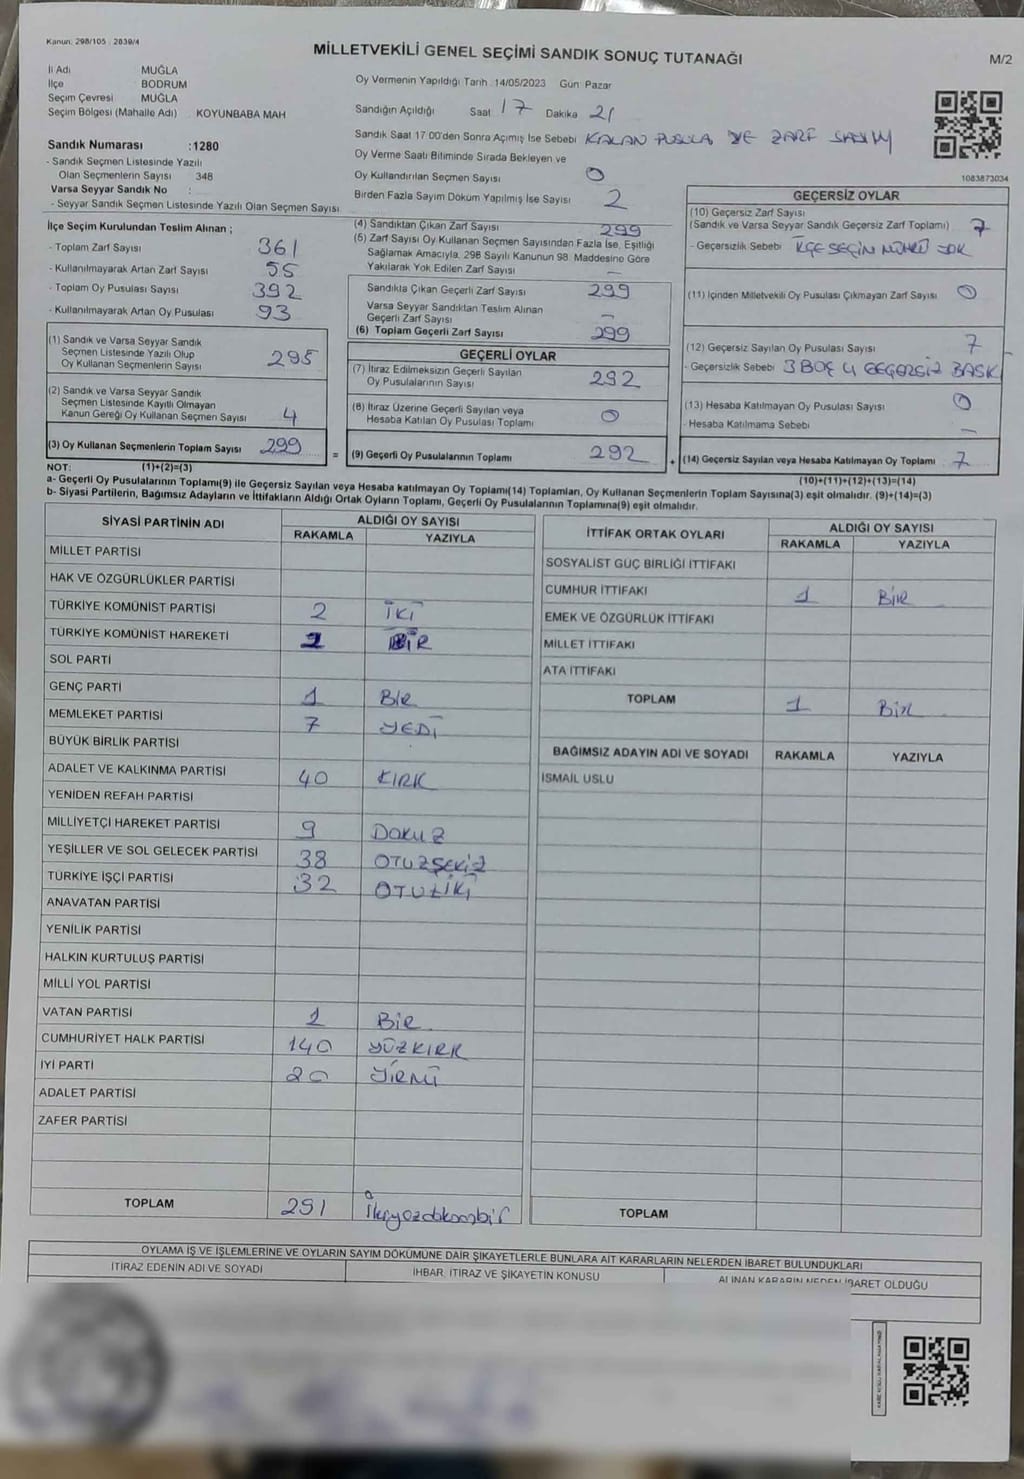 Kanun: 298/105 : 2839/4
MİLLETVEKİLİ GENEL SEÇİMİ SANDIK SONUÇ TUTANAĞI
M/2
İl Adı MUĞLA
İlçe BODRUM
Seçim Çevresi MUĞLA
Seçim Bölgesi (Mahalle Adı) KOYUNBABA MAH
Sandık Numarası :1280
- Sandık Seçmen Listesinde Yazılı
Olan Seçmenlerin Sayısı 348
Varsa Seyyar Sandık No :
- Seyyar Sandık Seçmen Listesinde Yazılı Olan Seçmen Sayısı
İlçe Seçim Kurulundan Teslim Alınan ;
- Toplam Zarf Sayısı 361
- Kullanılmayarak Artan Zarf Sayısı 55
- Toplam Oy Pusulası Sayısı 392
- Kullanılmayarak Artan Oy Pusulası 93
(1) Sandık ve Varsa Seyyar Sandık
Seçmen Listesinde Yazılı Olup
Oy Kullanan Seçmenlerin Sayısı 295
(2) Sandık ve Varsa Seyyar Sandık
Seçmen Listesinde Kayıtlı Olmayan
Kanun Gereği Oy Kullanan Seçmen Sayısı 4
(3) Oy Kullanan Seçmenlerin Toplam Sayısı 299
Oy Vermenin Yapıldığı Tarih : 14/05/2023 Gün: Pazar
Sandığın Açıldığı Saat 17 Dakika 21
Sandık Saat 17:00'den Sonra Açımış İse Sebebi KALAN PUSULA VE ZARF SAYIM
Oy Verme Saati Bitiminde Sırada Bekleyen ve
Oy Kullandırılan Seçmen Sayısı 0
Birden Fazla Sayım Döküm Yapılmış İse Sayısı 2
(4) Sandıktan Çıkan Zarf Sayısı 299
(5) Zarf Sayısı Oy Kullanan Seçmen Sayısından Fazla İse, Eşitliği
Sağlamak Amacıyla, 298 Sayılı Kanunun 98. Maddesine Göre
Yakılarak Yok Edilen Zarf Sayısı —
Sandıkta Çıkan Geçerli Zarf Sayısı 299
Varsa Seyyar Sandıktan Teslim Alınan
Geçerli Zarf Sayısı —
(6) Toplam Geçerli Zarf Sayısı 299
GEÇERLİ OYLAR
(7) İtiraz Edilmeksizin Geçerli Sayılan
Oy Pusulalarının Sayısı 292
(8) İtiraz Üzerine Geçerli Sayılan veya
Hesaba Katılan Oy Pusulası Toplamı 0
= (9) Geçerli Oy Pusulalarının Toplamı 292
1083873034
GEÇERSİZ OYLAR
(10) Geçersiz Zarf Sayısı
(Sandık ve Varsa Seyyar Sandık Geçersiz Zarf Toplamı) 7
- Geçersizlik Sebebi İLÇE SEÇİM MÜHRÜ YOK
(11) İçinden Milletvekili Oy Pusulası Çıkmayan Zarf Sayısı 0
(12) Geçersiz Sayılan Oy Pusulası Sayısı 7
- Geçersizlik Sebebi 3 BOŞ 4 GEÇERSİZ BASK
(13) Hesaba Katılmayan Oy Pusulası Sayısı 0
- Hesaba Katılmama Sebebi —
+ (14) Geçersiz Sayılan veya Hesaba Katılmayan Oy Toplamı 7
NOT: (1)+(2)=(3) (10)+(11)+(12)+(13)=(14)
a- Geçerli Oy Pusulalarının Toplamı(9) ile Geçersiz Sayılan veya Hesaba katılmayan Oy Toplamı(14) Toplamları, Oy Kullanan Seçmenlerin Toplam Sayısına(3) eşit olmalıdır. (9)+(14)=(3)
b- Siyasi Partilerin, Bağımsız Adayların ve İttifakların Aldığı Ortak Oyların Toplamı, Geçerli Oy Pusulalarının Toplamına(9) eşit olmalıdır.
SİYASİ PARTİNİN ADI ALDIĞI OY SAYISI
RAKAMLA YAZIYLA
MİLLET PARTİSİ
HAK VE ÖZGÜRLÜKLER PARTİSİ
TÜRKİYE KOMÜNİST PARTİSİ 2 İKİ
TÜRKİYE KOMÜNİST HAREKETİ 1 BİR
SOL PARTİ
GENÇ PARTİ 1 BİR
MEMLEKET PARTİSİ 7 YEDİ
BÜYÜK BİRLİK PARTİSİ
ADALET VE KALKINMA PARTİSİ 40 KIRK
YENİDEN REFAH PARTİSİ
MİLLİYETÇİ HAREKET PARTİSİ 9 DOKUZ
YEŞİLLER VE SOL GELECEK PARTİSİ 38 OTUZSEKİZ
TÜRKİYE İŞÇİ PARTİSİ 32 OTUZİKİ
ANAVATAN PARTİSİ
YENİLİK PARTİSİ
HALKIN KURTULUŞ PARTİSİ
MİLLİ YOL PARTİSİ
VATAN PARTİSİ 1 BİR
CUMHURİYET HALK PARTİSİ 140 YÜZKIRK
İYİ PARTİ 20 YİRMİ
ADALET PARTİSİ
ZAFER PARTİSİ
TOPLAM 291 İkiyüzdoksanbir
İTTİFAK ORTAK OYLARI ALDIĞI OY SAYISI
RAKAMLA YAZIYLA
SOSYALİST GÜÇ BİRLİĞİ İTTİFAKI
CUMHUR İTTİFAKI 1 BİR
EMEK VE ÖZGÜRLÜK İTTİFAKI
MİLLET İTTİFAKI
ATA İTTİFAKI
TOPLAM 1 BİR
BAĞIMSIZ ADAYIN ADI VE SOYADI RAKAMLA YAZIYLA
İSMAİL USLU
TOPLAM
OYLAMA İŞ VE İŞLEMLERİNE VE OYLARIN SAYIM DÖKÜMÜNE DAİR ŞİKAYETLERLE BUNLARA AİT KARARLARIN NELERDEN İBARET BULUNDUKLARI
İTİRAZ EDENİN ADI VE SOYADI İHBAR, İTİRAZ VE ŞİKAYETİN KONUSU ALINAN KARARIN NEDEN İBARET OLDUĞU